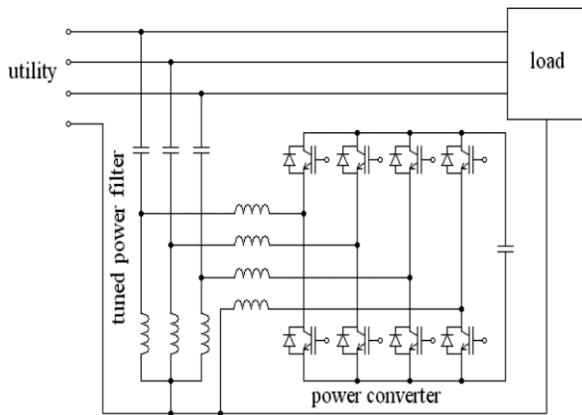 utility
load
tuned power filter
power converter